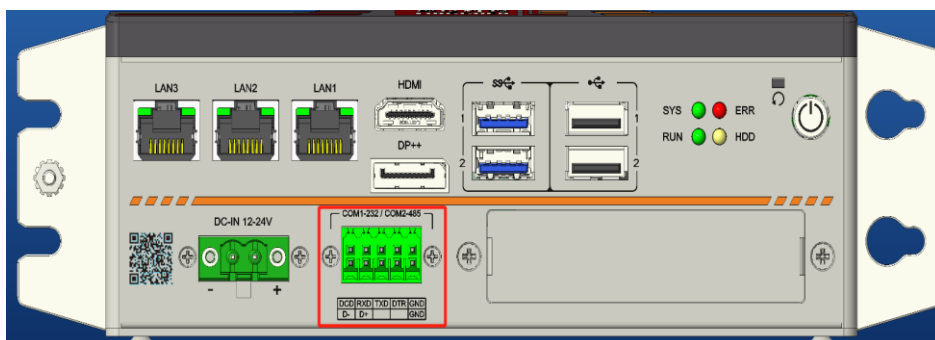 LAN3 LAN2 LAN1 HDMI SS
DP++
1 1
2 2
SYS ERR
RUN HDD
DC-IN 12-24V
- +
COM1-232 / COM2-485
DCD RXD TXD DTR GND
D- D+ GND